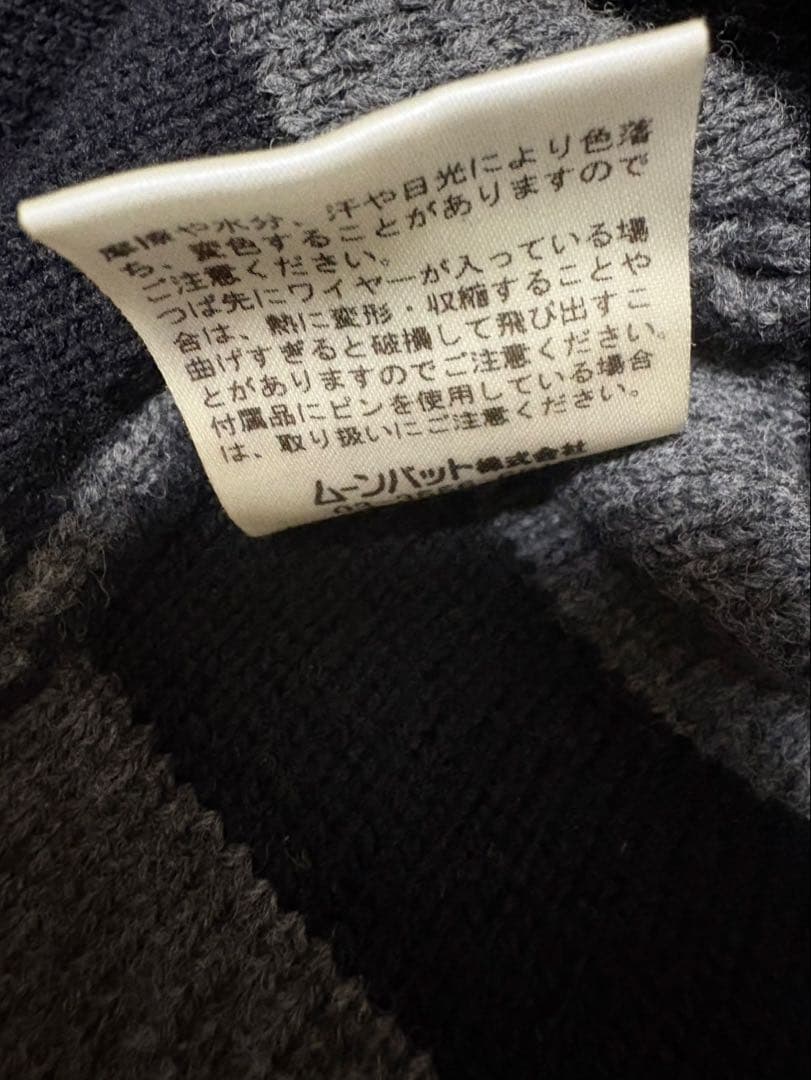 摩擦や水分、汗や日光により色落
ち、変色することがありますので
ご注意ください。
つば先にワイヤーが入っている場
合は、熱に変形・収縮することや
曲げすぎると破損して飛び出すこ
とがありますのでご注意ください。
付属品にピンを使用している場合
は、取り扱いにご注意ください。
ムーンバット株式会社